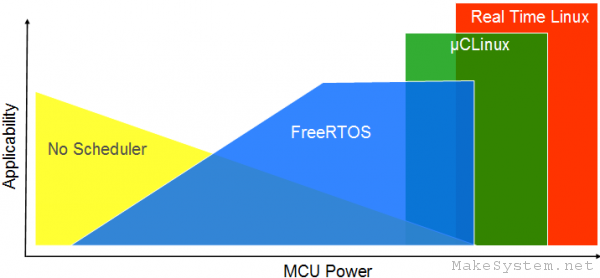 Real Time Linux
µCLinux
FreeRTOS
No Scheduler
Applicability
MCU Power
MakeSystem.net